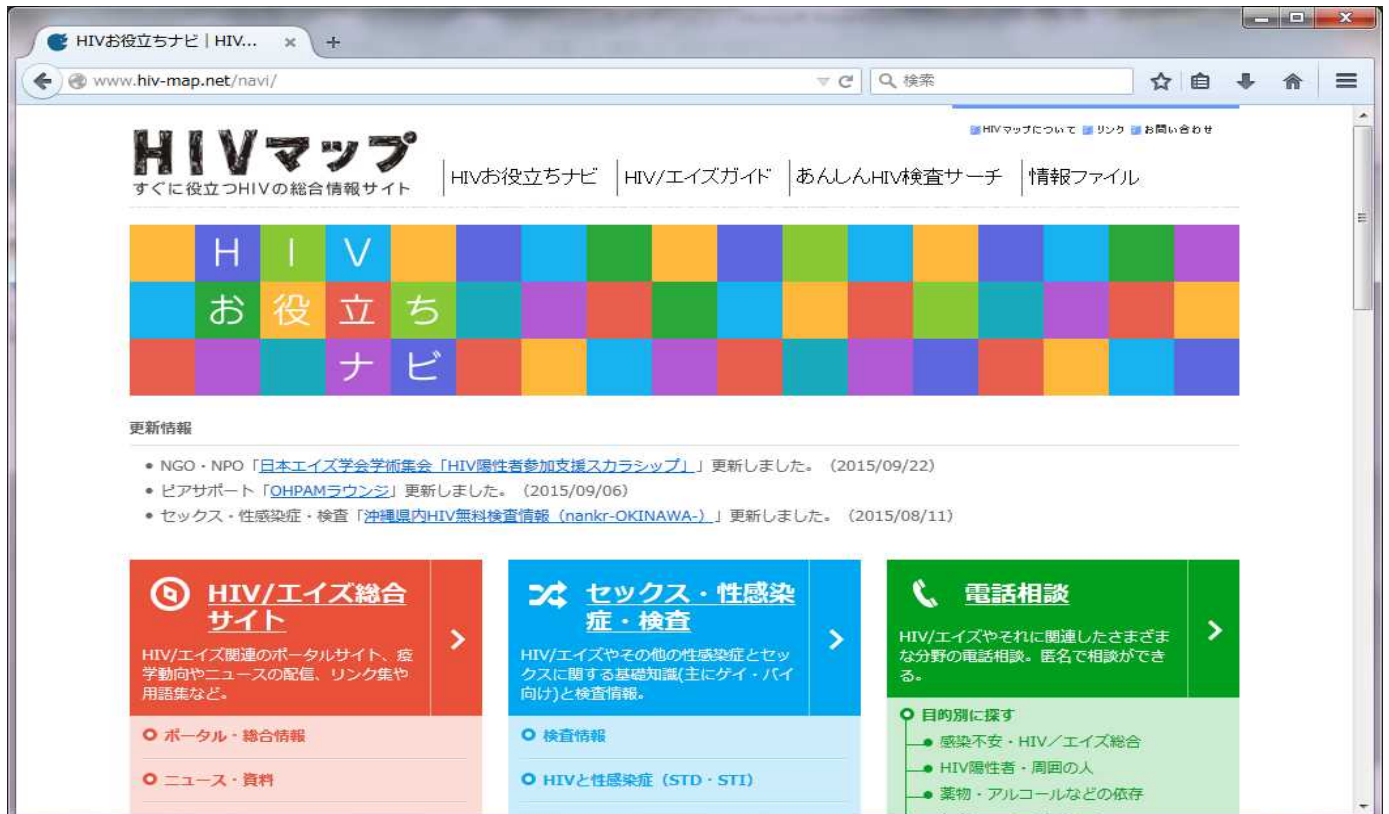 HIVお役立ちナビ | HIV...
www.hiv-map.net/navi/
検索
HIVマップについて リンク お問い合わせ
HIVマップ
すぐに役立つHIVの総合情報サイト
HIVお役立ちナビ HIV/エイズガイド あんしんHIV検査サーチ 情報ファイル
HIV
お役立ち
ナビ
更新情報
• NGO・NPO「日本エイズ学会学術集会「HIV陽性者参加支援スカラシップ」」更新しました。（2015/09/22）
• ピアサポート「OHPAMラウンジ」更新しました。（2015/09/06）
• セックス・性感染症・検査「沖縄県内HIV無料検査情報（nankr-OKINAWA-）」更新しました。（2015/08/11）
HIV/エイズ総合
サイト
HIV/エイズ関連のポータルサイト、疫
学動向やニュースの配信、リンク集や
用語集など。
ポータル・総合情報
ニュース・資料
セックス・性感染
症・検査
HIV/エイズやその他の性感染症とセッ
クスに関する基礎知識(主にゲイ・バイ
向け)と検査情報。
検査情報
HIVと性感染症（STD・STI）
電話相談
HIV/エイズやそれに関連したさまざま
な分野の電話相談。匿名で相談ができ
る。
目的別に探す
感染不安・HIV／エイズ総合
HIV陽性者・周囲の人
薬物・アルコールなどの依存